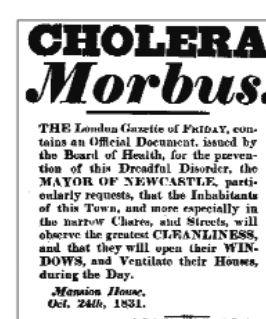 CHOLERA
Morbus.
THE London Gazette of FRIDAY, con-
tains an Official Document, issued by
the Board of Health, for the preven-
tion of this Dreadful Disorder, the
MAYOR OF NEWCASTLE, parti-
cularly requests, that the Inhabitants
of this Town, and more especially in
the narrow Chares, and Streets, will
observe the greatest CLEANLINESS,
and that they will open their WIN-
DOWS, and Ventilate their Houses,
during the Day.
Mansion House,
Oct. 24th, 1831.